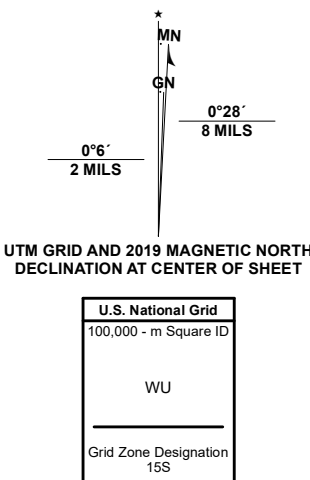 ★
MN
GN
0°28´
8 MILS
0°6´
2 MILS
UTM GRID AND 2019 MAGNETIC NORTH
DECLINATION AT CENTER OF SHEET
U.S. National Grid
100,000 - m Square ID
WU
Grid Zone Designation
15S